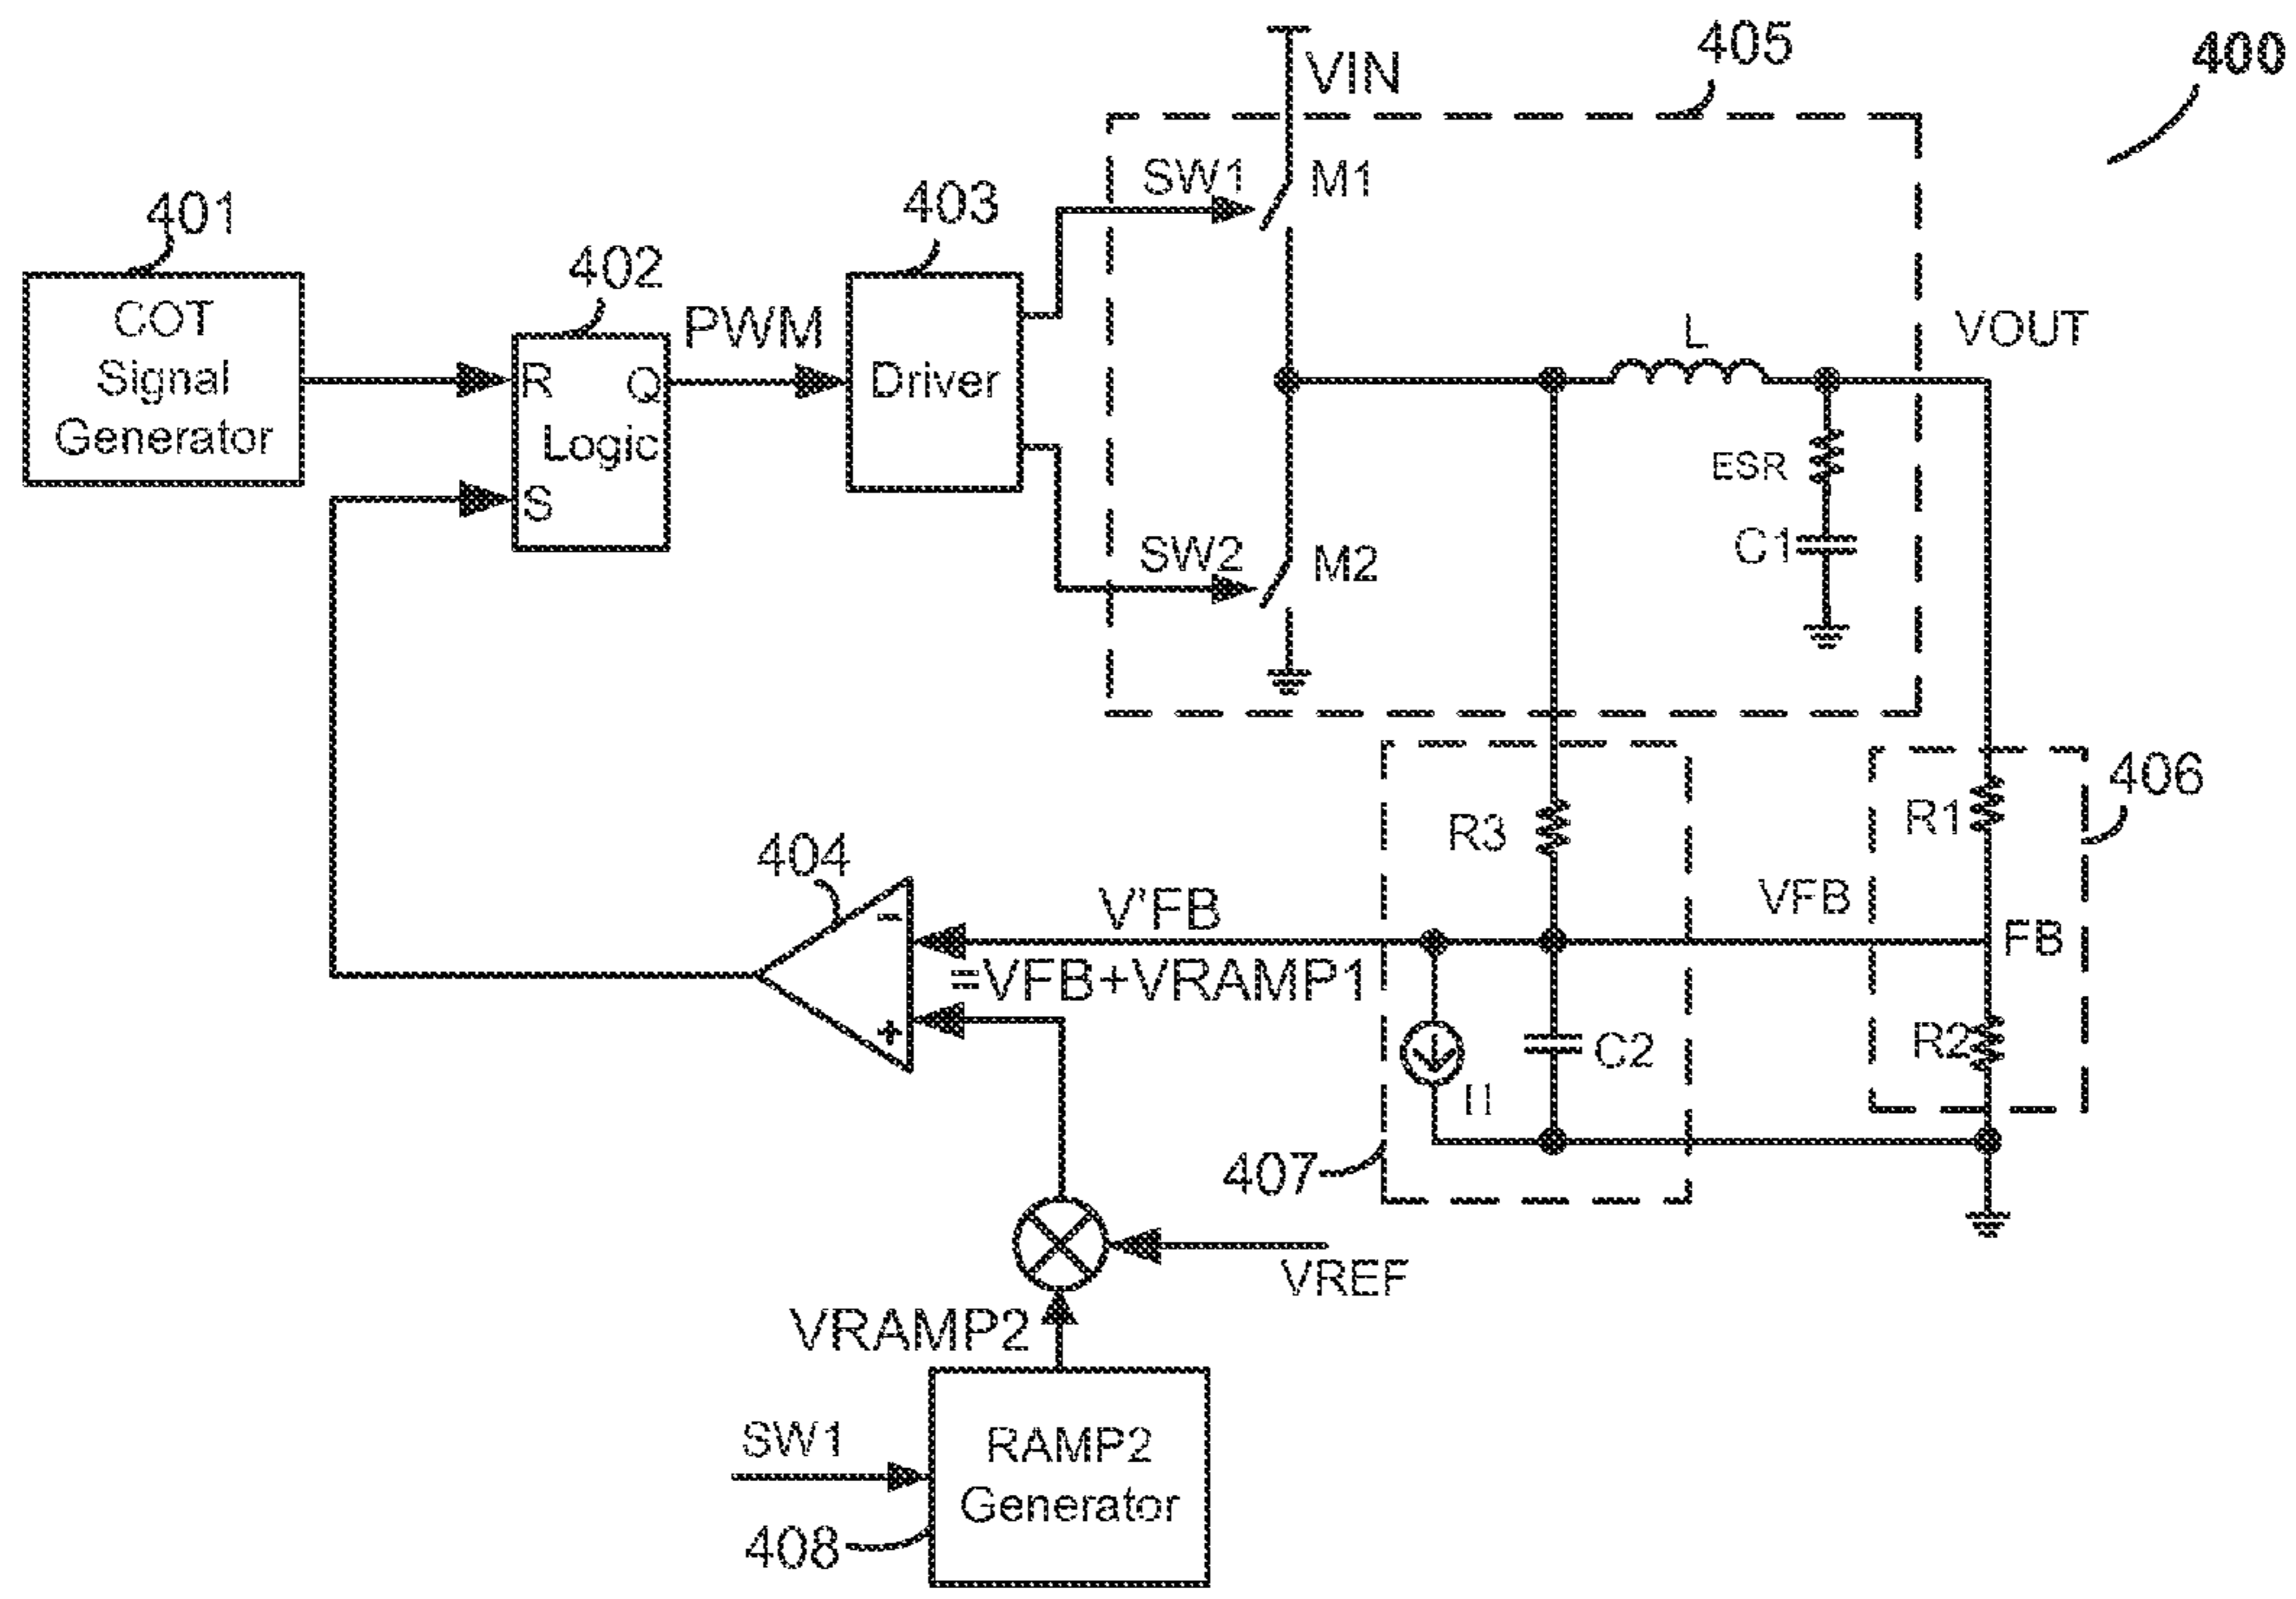 400
405
VIN
SW1
M1
401
COT
Signal
Generator
402
R
Q
Logic
S
PWM
403
Driver
L
VOUT
ESR
C1
SW2
M2
406
R1
R3
404
-
V'FB
VFB
FB
=VFB+VRAMP1
+
R2
C2
I1
407
VREF
VRAMP2
SW1
RAMP2
Generator
408